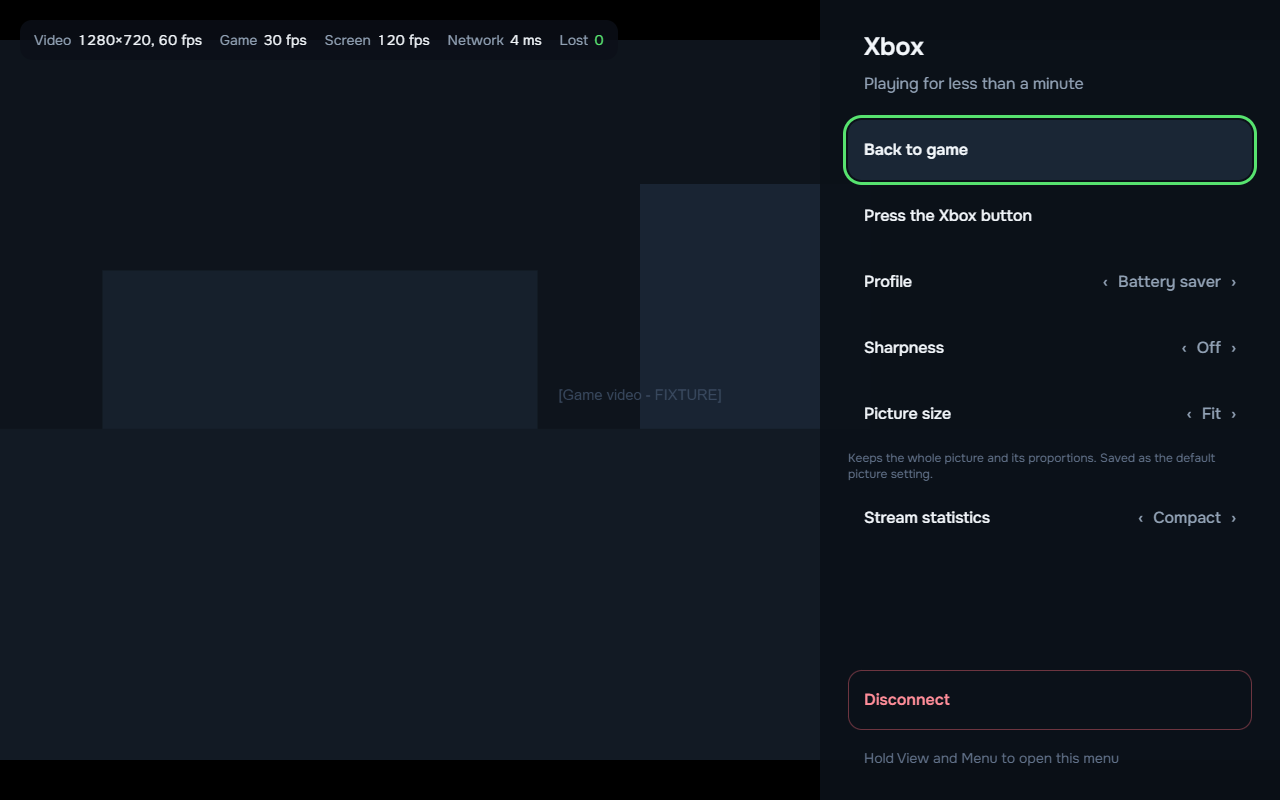 Video 1280×720, 60 fps Game 30 fps Screen 120 fps Network 4 ms Lost 0
[Game video - FIXTURE]
Xbox
Playing for less than a minute
Back to game
Press the Xbox button
Profile ‹ Battery saver ›
Sharpness ‹ Off ›
Picture size ‹ Fit ›
Keeps the whole picture and its proportions. Saved as the default
picture setting.
Stream statistics ‹ Compact ›
Disconnect
Hold View and Menu to open this menu